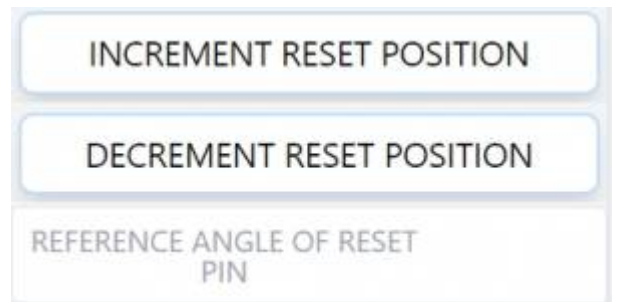 INCREMENT RESET POSITION
DECREMENT RESET POSITION
REFERENCE ANGLE OF RESET
PIN